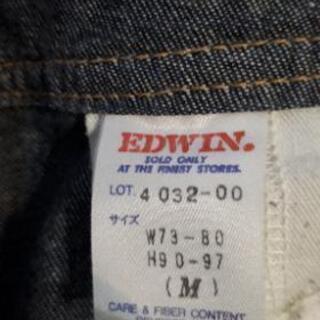 EDWIN.
SOLD ONLY
AT THE FINEST STORES.
LOT. 4 032-00
サイズ
W73-80
H90-97
(M)
CARE & FIBER CONTENT